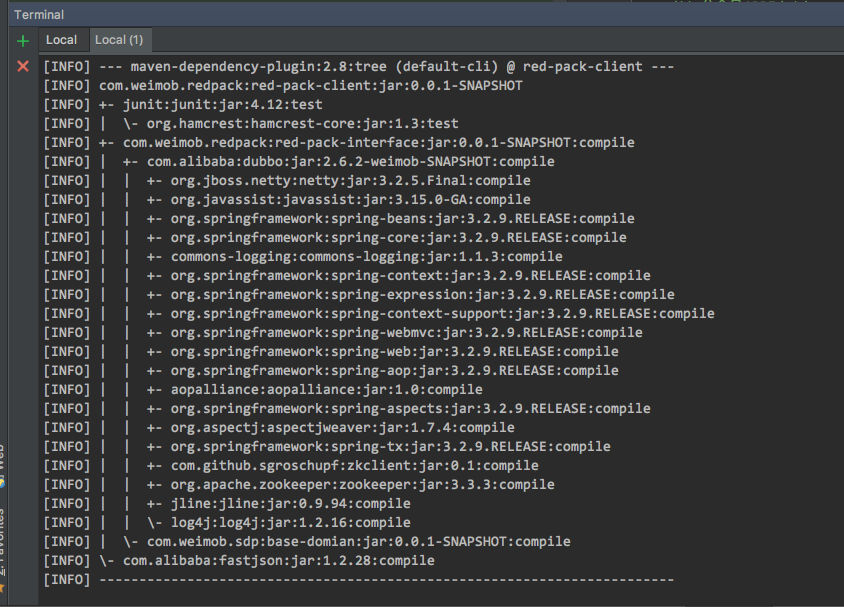 Terminal
Local
Local (1)
[INFO] --- maven-dependency-plugin:2.8:tree (default-cli) @ red-pack-client ---
[INFO] com.weimob.redpack:red-pack-client:jar:0.0.1-SNAPSHOT
[INFO] +- junit:junit:jar:4.12:test
[INFO] |  \- org.hamcrest:hamcrest-core:jar:1.3:test
[INFO] +- com.weimob.redpack:red-pack-interface:jar:0.0.1-SNAPSHOT:compile
[INFO] |  +- com.alibaba:dubbo:jar:2.6.2-weimob-SNAPSHOT:compile
[INFO] |  |  +- org.jboss.netty:netty:jar:3.2.5.Final:compile
[INFO] |  |  +- org.javassist:javassist:jar:3.15.0-GA:compile
[INFO] |  |  +- org.springframework:spring-beans:jar:3.2.9.RELEASE:compile
[INFO] |  |  +- org.springframework:spring-core:jar:3.2.9.RELEASE:compile
[INFO] |  |  +- commons-logging:commons-logging:jar:1.1.3:compile
[INFO] |  |  +- org.springframework:spring-context:jar:3.2.9.RELEASE:compile
[INFO] |  |  +- org.springframework:spring-expression:jar:3.2.9.RELEASE:compile
[INFO] |  |  +- org.springframework:spring-context-support:jar:3.2.9.RELEASE:compile
[INFO] |  |  +- org.springframework:spring-webmvc:jar:3.2.9.RELEASE:compile
[INFO] |  |  +- org.springframework:spring-web:jar:3.2.9.RELEASE:compile
[INFO] |  |  +- org.springframework:spring-aop:jar:3.2.9.RELEASE:compile
[INFO] |  |  +- aopalliance:aopalliance:jar:1.0:compile
[INFO] |  |  +- org.springframework:spring-aspects:jar:3.2.9.RELEASE:compile
[INFO] |  |  +- org.aspectj:aspectjweaver:jar:1.7.4:compile
[INFO] |  |  +- org.springframework:spring-tx:jar:3.2.9.RELEASE:compile
[INFO] |  |  +- com.github.sgroschupf:zkclient:jar:0.1:compile
[INFO] |  |  +- org.apache.zookeeper:zookeeper:jar:3.3.3:compile
[INFO] |  |  +- jline:jline:jar:0.9.94:compile
[INFO] |  |  \- log4j:log4j:jar:1.2.16:compile
[INFO] |  \- com.weimob.sdp:base-domian:jar:0.0.1-SNAPSHOT:compile
[INFO] \- com.alibaba:fastjson:jar:1.2.28:compile
[INFO] ------------------------------------------------------------------------